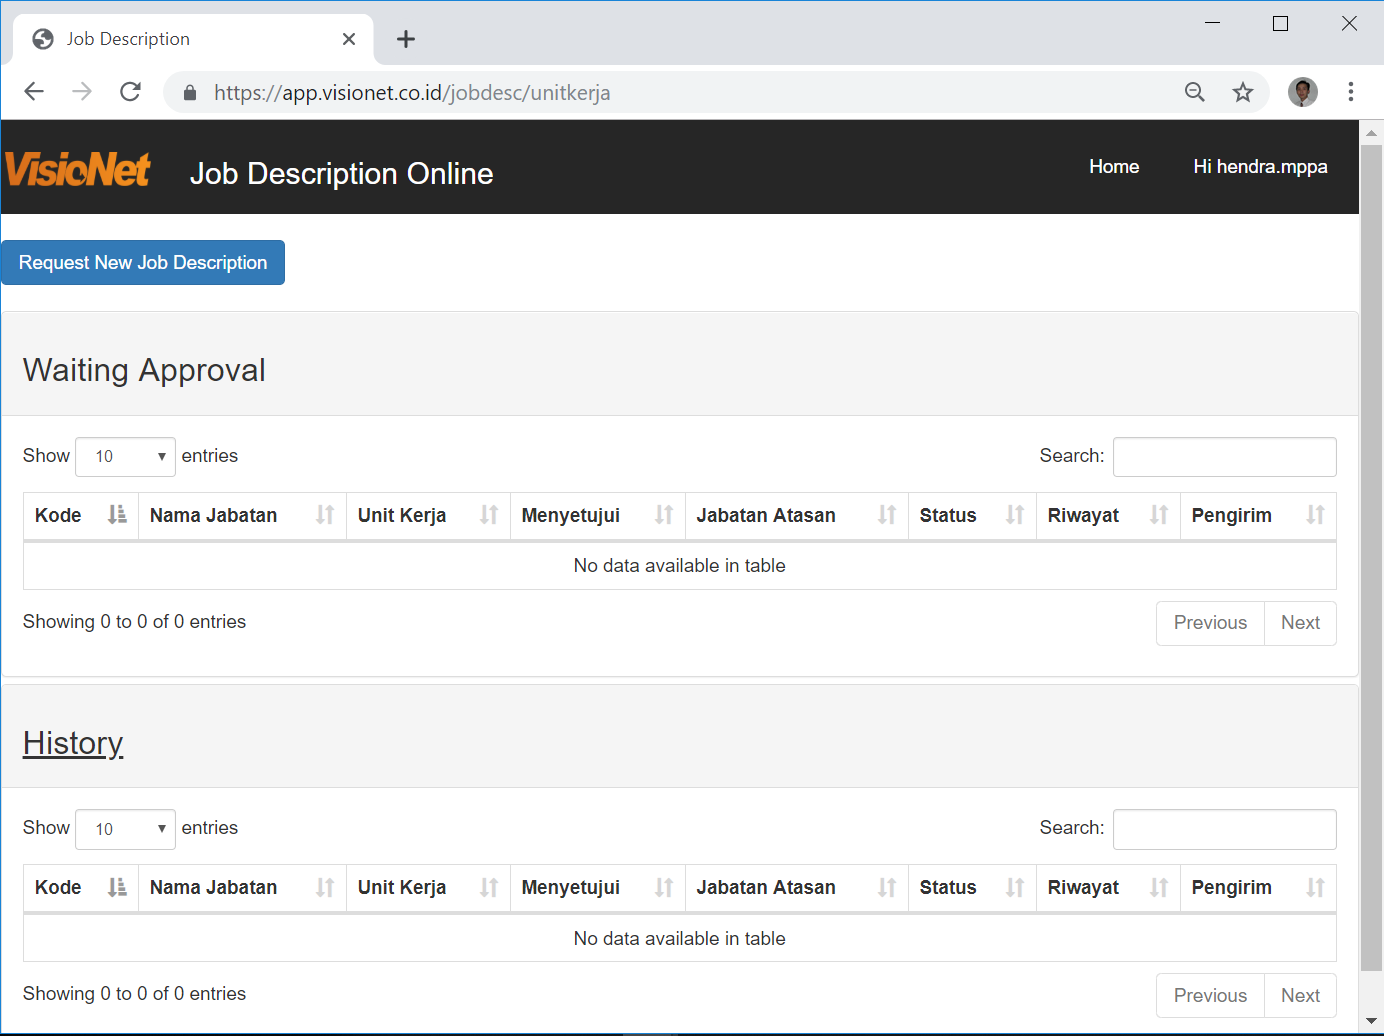 Job Description
https://app.visionet.co.id/jobdesc/unitkerja
VisioNet Job Description Online Home Hi hendra.mppa
Request New Job Description
Waiting Approval
Show 10 entries Search:
Kode Nama Jabatan Unit Kerja Menyetujui Jabatan Atasan Status Riwayat Pengirim
No data available in table
Showing 0 to 0 of 0 entries Previous Next
History
Show 10 entries Search:
Kode Nama Jabatan Unit Kerja Menyetujui Jabatan Atasan Status Riwayat Pengirim
No data available in table
Showing 0 to 0 of 0 entries Previous Next